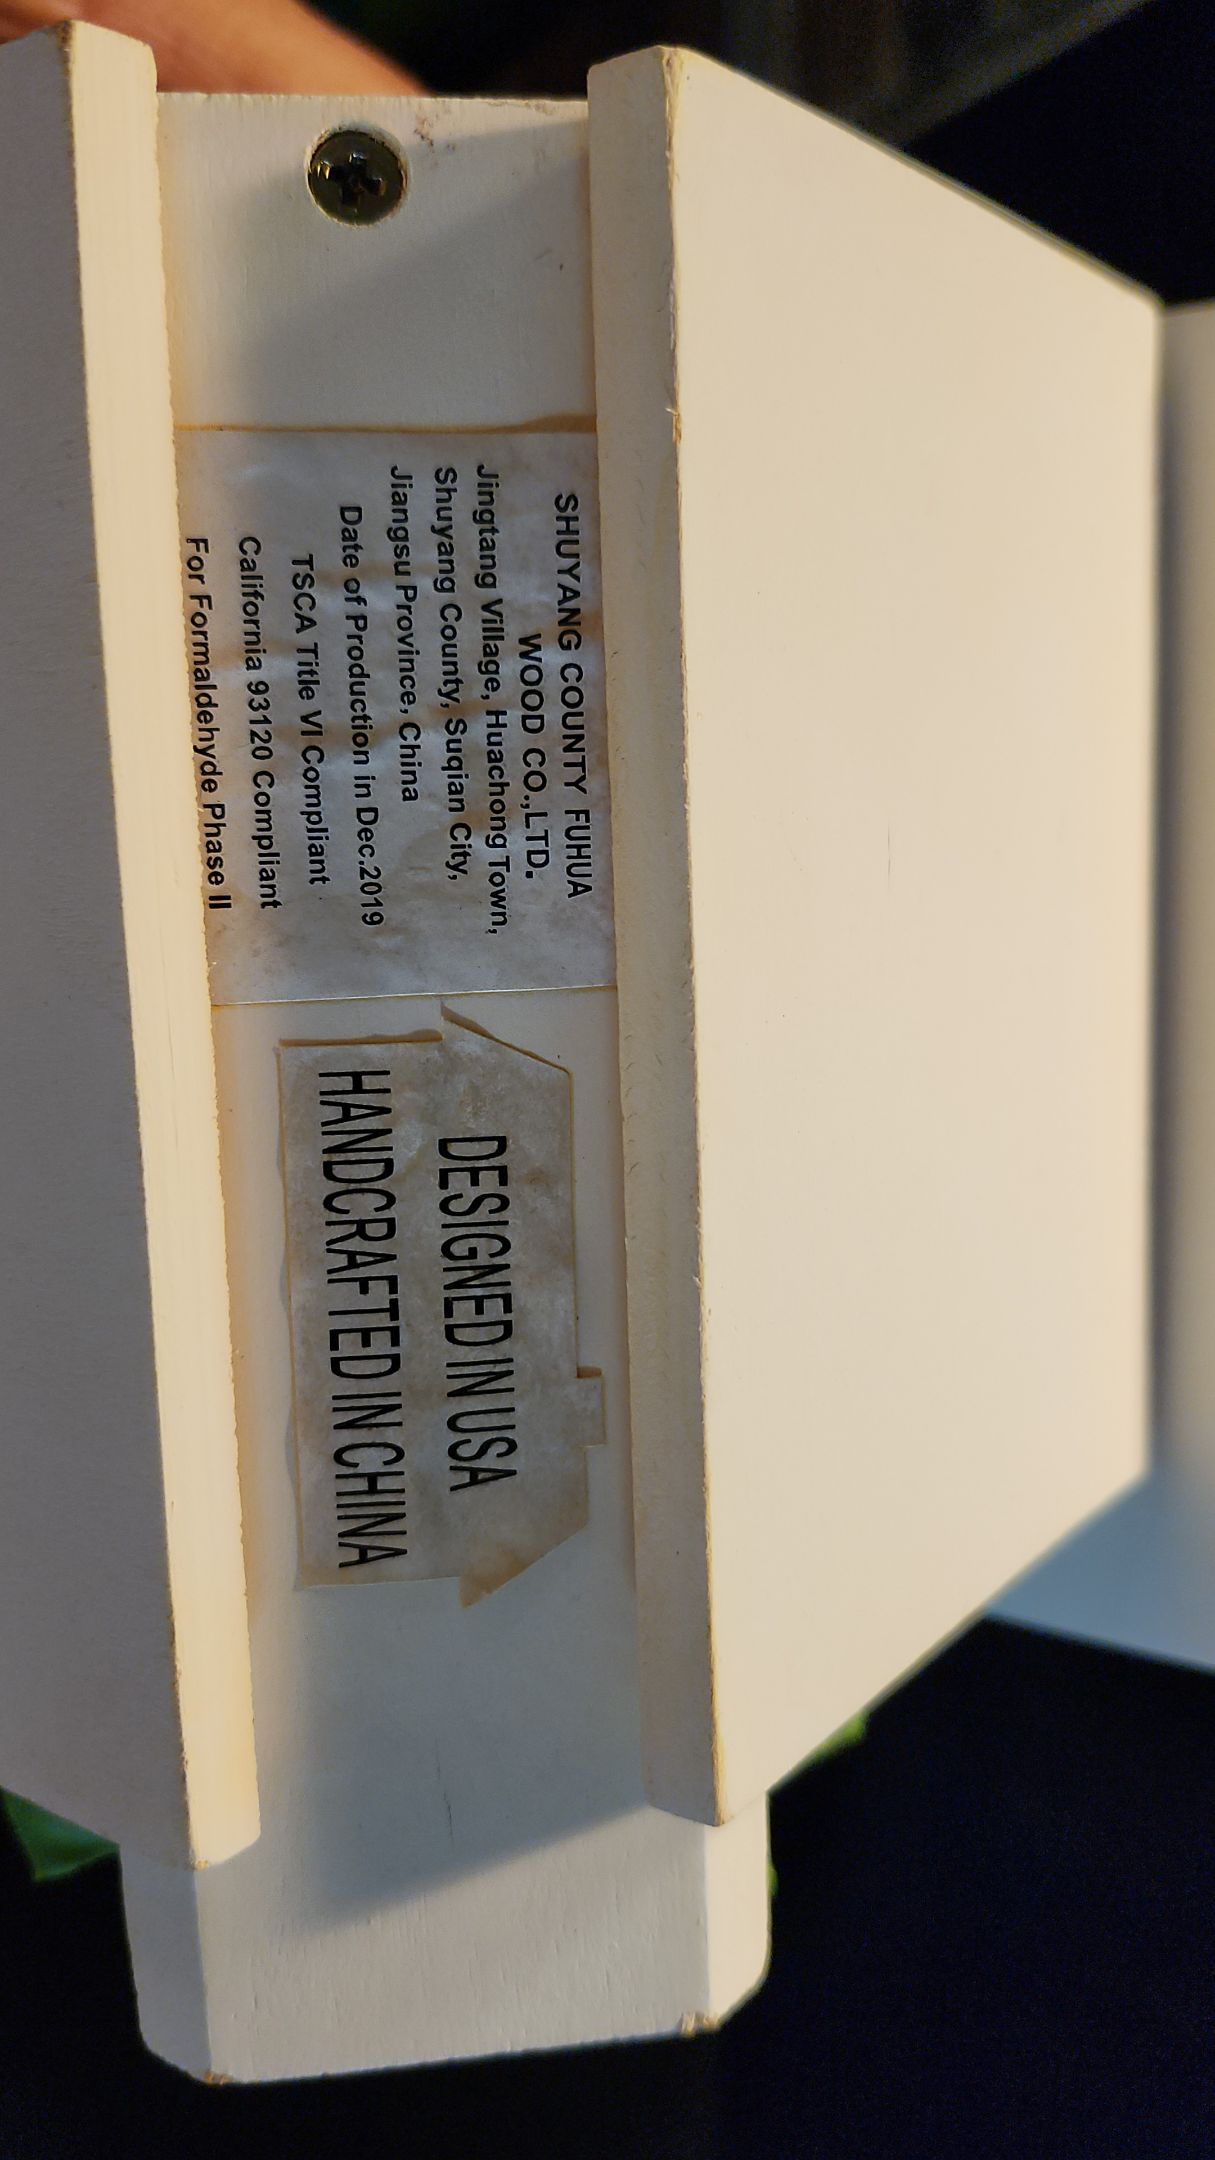 SHUYANG COUNTY FUHUA
WOOD CO.,LTD.
Jingtang Village, Huachong Town,
Shuyang County, Suqian City,
Jiangsu Province, China
Date of Production in Dec.2019
TSCA Title VI Compliant
California 93120 Compliant
For Formaldehyde Phase II
DESIGNED IN USA
HANDCRAFTED IN CHINA